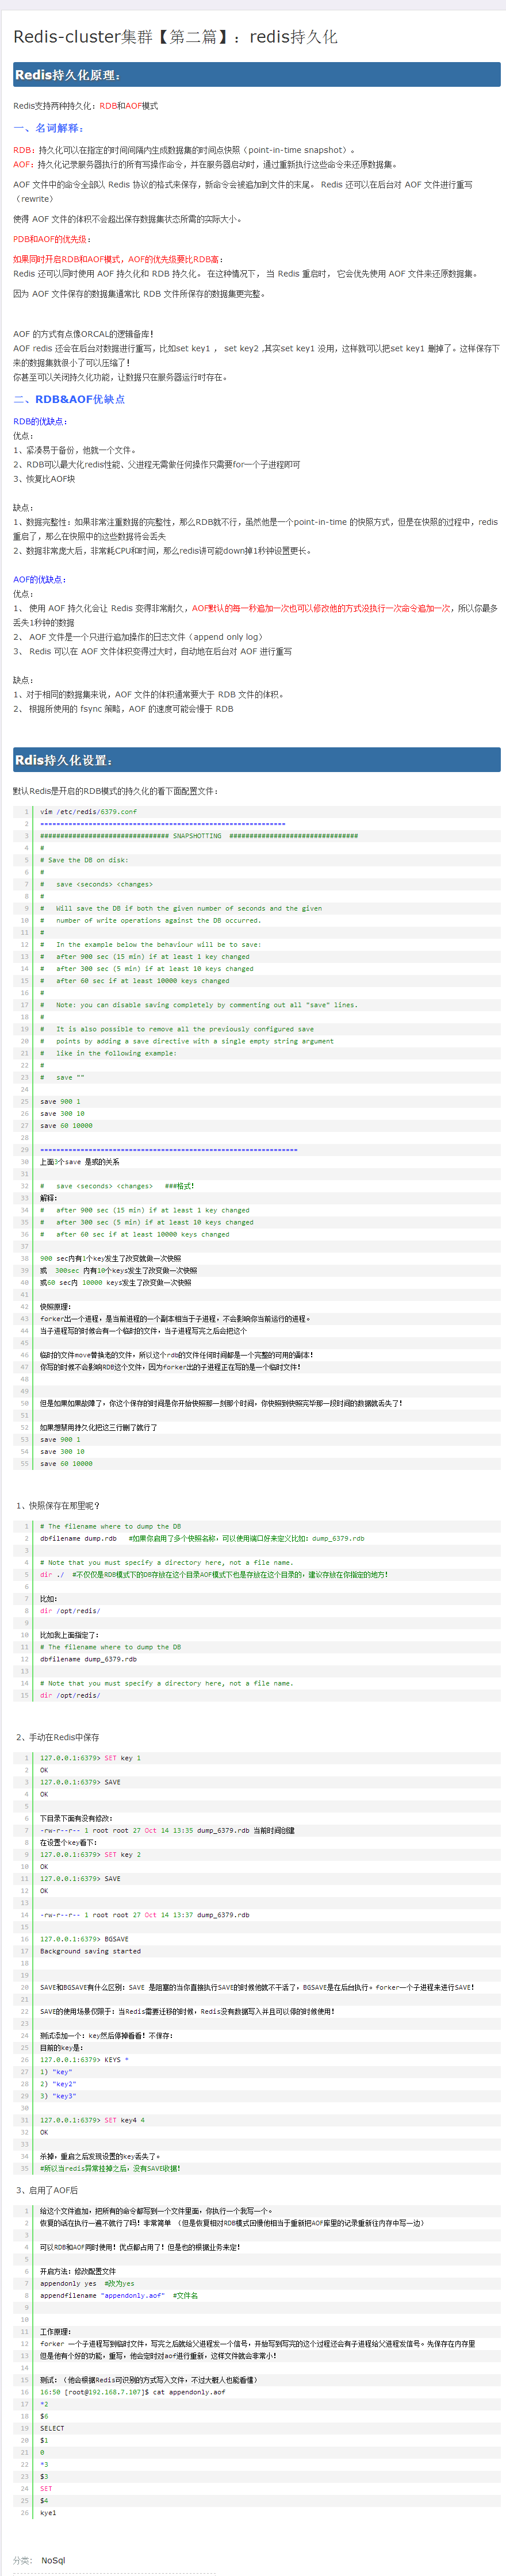 Redis-cluster集群【第二篇】：redis持久化
Redis持久化原理：
Redis支持两种持久化：RDB和AOF模式
一、名词解释：
RDB：持久化可以在指定的时间间隔内生成数据集的时间点快照（point-in-time snapshot）。
AOF：持久化记录服务器执行的所有写操作命令，并在服务器启动时，通过重新执行这些命令来还原数据集。
AOF 文件中的命令全部以 Redis 协议的格式来保存，新命令会被追加到文件的末尾。 Redis 还可以在后台对 AOF 文件进行重写
（rewrite）
使得 AOF 文件的体积不会超出保存数据集状态所需的实际大小。
PDB和AOF的优先级：
如果同时开启RDB和AOF模式，AOF的优先级要比RDB高：
Redis 还可以同时使用 AOF 持久化和 RDB 持久化。 在这种情况下， 当 Redis 重启时， 它会优先使用 AOF 文件来还原数据集。
因为 AOF 文件保存的数据集通常比 RDB 文件所保存的数据集更完整。
AOF 的方式有点像ORCAL的逻辑备库！
AOF redis 还会在后台对数据进行重写，比如set key1 ， set key2 ,其实set key1 没用，这样就可以把set key1 删掉了。这样保存下
来的数据集就很小了可以压缩了！
你甚至可以关闭持久化功能，让数据只在服务器运行时存在。
二、RDB&AOF优缺点
RDB的优缺点：
优点：
1、紧凑易于备份，他就一个文件。
2、RDB可以最大化redis性能、父进程无需做任何操作只需要for一个子进程即可
3、恢复比AOF块
缺点：
1、数据完整性：如果非常注重数据的完整性，那么RDB就不行，虽然他是一个point-in-time 的快照方式，但是在快照的过程中，redis
重启了，那么在快照中的这些数据将会丢失
2、数据非常庞大后，非常耗CPU和时间，那么redis讲可能down掉1秒钟设置更长。
AOF的优缺点：
优点：
1、 使用 AOF 持久化会让 Redis 变得非常耐久，AOF默认的每一秒追加一次也可以修改他的方式没执行一次命令追加一次，所以你最多
丢失1秒钟的数据
2、 AOF 文件是一个只进行追加操作的日志文件（append only log）
3、 Redis 可以在 AOF 文件体积变得过大时，自动地在后台对 AOF 进行重写
缺点：
1、对于相同的数据集来说，AOF 文件的体积通常要大于 RDB 文件的体积。
2、 根据所使用的 fsync 策略，AOF 的速度可能会慢于 RDB
Rdis持久化设置：
默认Redis是开启的RDB模式的持久化的看下面配置文件：
1 vim /etc/redis/6379.conf
2 =============================================================
3 ################################ SNAPSHOTTING  ################################
4 #
5 # Save the DB on disk:
6 #
7 #   save <seconds> <changes>
8 #
9 #   Will save the DB if both the given number of seconds and the given
10 #   number of write operations against the DB occurred.
11 #
12 #   In the example below the behaviour will be to save:
13 #   after 900 sec (15 min) if at least 1 key changed
14 #   after 300 sec (5 min) if at least 10 keys changed
15 #   after 60 sec if at least 10000 keys changed
16 #
17 #   Note: you can disable saving completely by commenting out all "save" lines.
18 #
19 #   It is also possible to remove all the previously configured save
20 #   points by adding a save directive with a single empty string argument
21 #   like in the following example:
22 #
23 #   save ""
24
25 save 900 1
26 save 300 10
27 save 60 10000
28
29 ================================================================
30 上面3个save 是或的关系
31
32 #   save <seconds> <changes>   ###格式！
33 解释：
34 #   after 900 sec (15 min) if at least 1 key changed
35 #   after 300 sec (5 min) if at least 10 keys changed
36 #   after 60 sec if at least 10000 keys changed
37
38 900 sec内有1个key发生了改变就做一次快照
39 或  300sec 内有10个keys发生了改变做一次快照
40 或60 sec内 10000 keys发生了改变做一次快照
41
42 快照原理：
43 forker出一个进程，是当前进程的一个副本相当于子进程，不会影响你当前运行的进程。
44 当子进程写的时候会有一个临时的文件，当子进程写完之后会把这个
45
46 临时的文件move替换老的文件，所以这个rdb的文件任何时间都是一个完整的可用的副本！
47 你写的时候不会影响RDB这个文件，因为forker出的子进程正在写的是一个临时文件！
48
49
50 但是如果如果故障了，你这个保存的时间是你开始快照那一刻那个时间，你快照到快照完毕那一段时间的数据就丢失了！
51
52 如果想禁用持久化把这三行删了就行了
53 save 900 1
54 save 300 10
55 save 60 10000
1、快照保存在那里呢？
1 # The filename where to dump the DB
2 dbfilename dump.rdb   #如果你启用了多个快照名称，可以使用端口好来定义比如：dump_6379.rdb
3
4 # Note that you must specify a directory here, not a file name.
5 dir ./  #不仅仅是RDB模式下的DB存放在这个目录AOF模式下也是存放在这个目录的，建议存放在你指定的地方！
6
7 比如：
8 dir /opt/redis/
9
10 比如我上面指定了：
11 # The filename where to dump the DB
12 dbfilename dump_6379.rdb
13
14 # Note that you must specify a directory here, not a file name.
15 dir /opt/redis/
2、手动在Redis中保存
1 127.0.0.1:6379> SET key 1
2 OK
3 127.0.0.1:6379> SAVE
4 OK
5
6 下目录下面有没有修改：
7 -rw-r--r-- 1 root root 27 Oct 14 13:35 dump_6379.rdb 当前时间创建
8 在设置个key看下：
9 127.0.0.1:6379> SET key 2
10 OK
11 127.0.0.1:6379> SAVE
12 OK
13
14 -rw-r--r-- 1 root root 27 Oct 14 13:37 dump_6379.rdb
15
16 127.0.0.1:6379> BGSAVE
17 Background saving started
18
19
20 SAVE和BGSAVE有什么区别：SAVE 是阻塞的当你直接执行SAVE的时候他就不干活了，BGSAVE是在后台执行。forker一个子进程来进行SAVE！
21
22 SAVE的使用场景仅限于：当Redis需要迁移的时候，Redis没有数据写入并且可以停的时候使用！
23
24 测试添加一个：key然后停掉看看！不保存：
25 目前的key是：
26 127.0.0.1:6379> KEYS *
27 1) "key"
28 2) "key2"
29 3) "key3"
30
31 127.0.0.1:6379> SET key4 4
32 OK
33
34 杀掉，重启之后发现设置的key丢失了。
35 #所以当redis异常挂掉之后，没有SAVE收据！
3、启用了AOF后
1 给这个文件追加，把所有的命令都写到一个文件里面，你执行一个我写一个。
2 恢复的话在执行一遍不就行了吗！非常简单 （但是恢复相对RDB模式回慢他相当于重新把AOF库里的记录重新往内存中写一边）
3
4 可以RDB和AOF同时使用！优点都占用了！但是也的根据业务来定！
5
6 开启方法：修改配置文件
7 appendonly yes  #改为yes
8 appendfilename "appendonly.aof"  #文件名
9
10
11 工作原理：
12 forker 一个子进程写到临时文件，写完之后就给父进程发一个信号，开始写到写完的这个过程还会有子进程给父进程发信号。先保存在内存里
13 但是他有个好的功能，重写，他会定时对aof进行重新，这样文件就会非常小！
14
15 测试：（他会根据Redis可识别的方式写入文件，不过大概人也能看懂）
16 16:50 [root@192.168.7.107]$ cat appendonly.aof
17 *2
18 $6
19 SELECT
20 $1
21 0
22 *3
23 $3
24 SET
25 $4
26 kye1
分类： NoSql